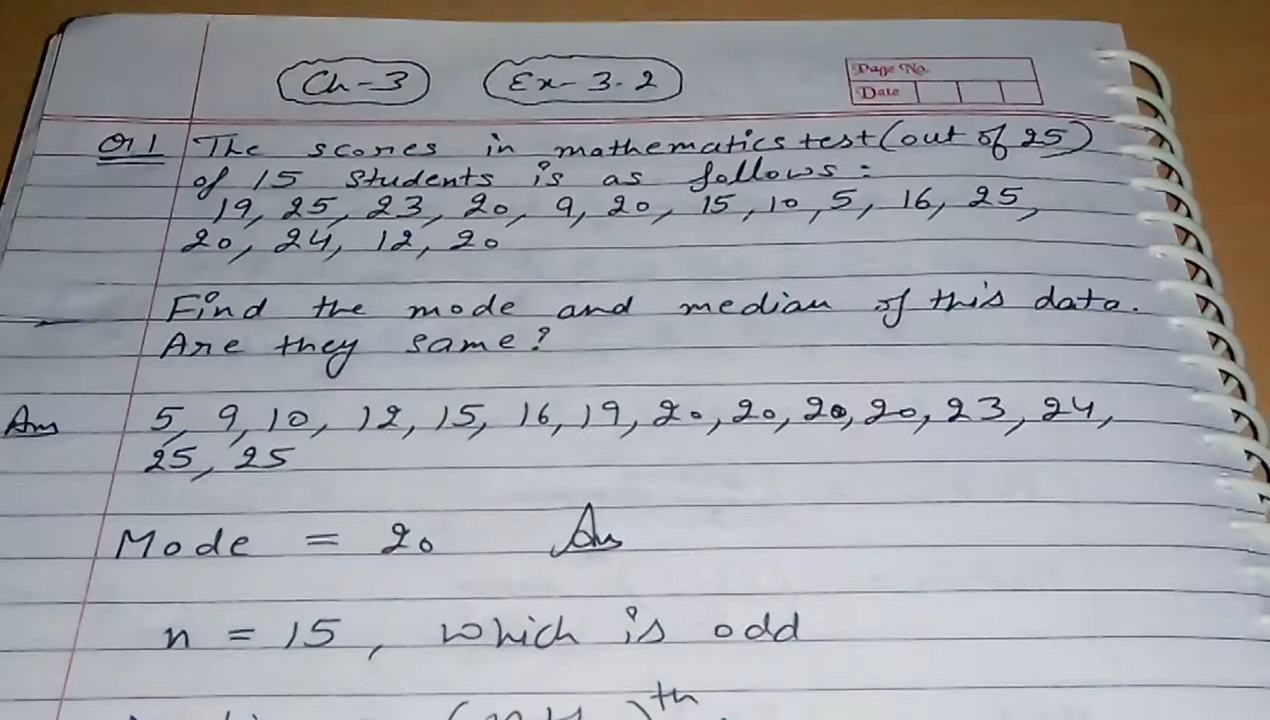 Ch-3 Ex-3.2
Page No.
Date
Q1 The scores in mathematics test (out of 25)
of 15 students is as follows:
19, 25, 23, 20, 9, 20, 15, 10, 5, 16, 25,
20, 24, 12, 20
Find the mode and median of this data.
Are they same?
Ans 5, 9, 10, 12, 15, 16, 19, 20, 20, 20, 20, 23, 24,
25, 25
Mode = 20 Ans
n = 15, which is odd
th